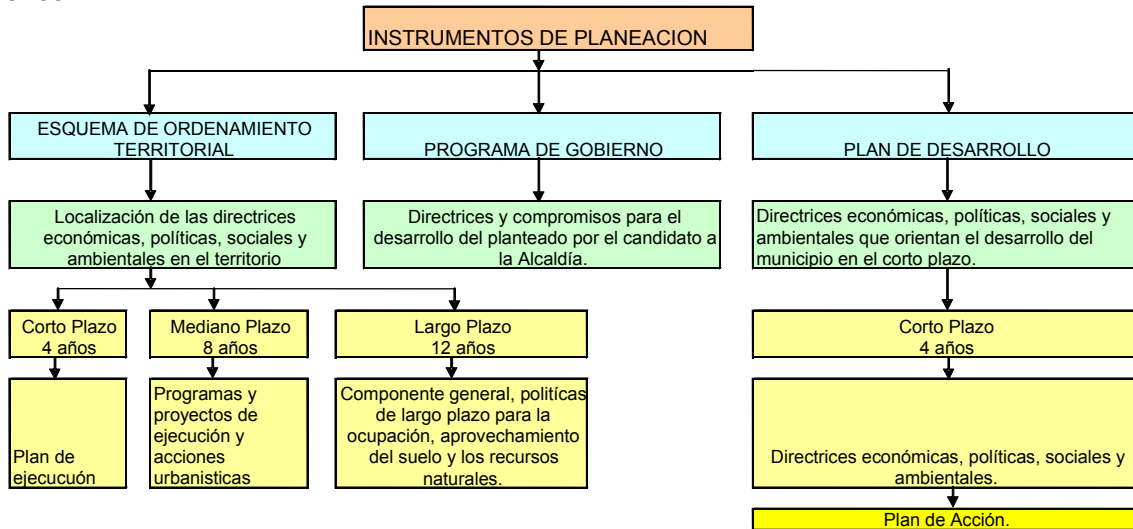 INSTRUMENTOS DE PLANEACION
ESQUEMA DE ORDENAMIENTO
TERRITORIAL
PROGRAMA DE GOBIERNO
PLAN DE DESARROLLO
Localización de las directrices
económicas, políticas, sociales y
ambientales en el territorio
Directrices y compromisos para el
desarrollo del planteado por el candidato a
la Alcaldía.
Directrices económicas, políticas, sociales y
ambientales que orientan el desarrollo del
municipio en el corto plazo.
Corto Plazo
4 años
Mediano Plazo
8 años
Largo Plazo
12 años
Corto Plazo
4 años
Plan de
ejecucuón
Programas y
proyectos de
ejecución y
acciones
urbanisticas
Componente general, politícas
de largo plazo para la
ocupación, aprovechamiento
del suelo y los recursos
naturales.
Directrices económicas, políticas, sociales y
ambientales.
Plan de Acción.